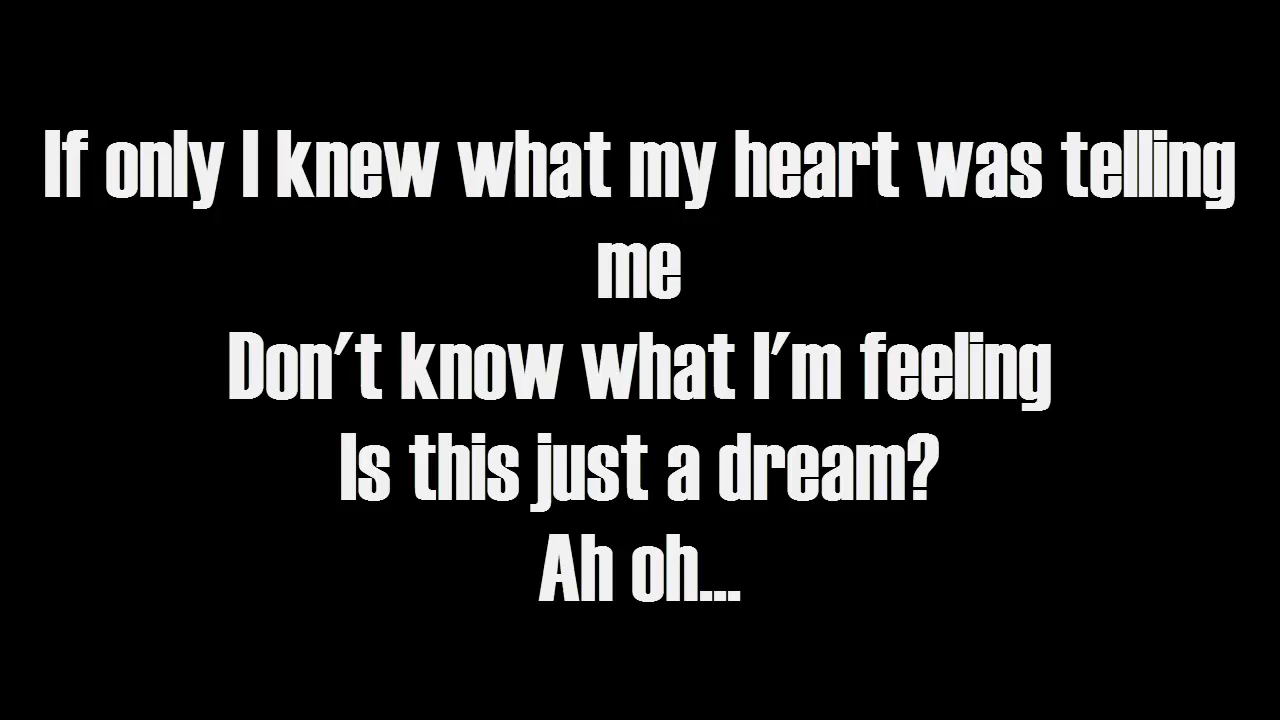 If only I knew what my heart was telling
me
Don't know what I'm feeling
Is this just a dream?
Ah oh...